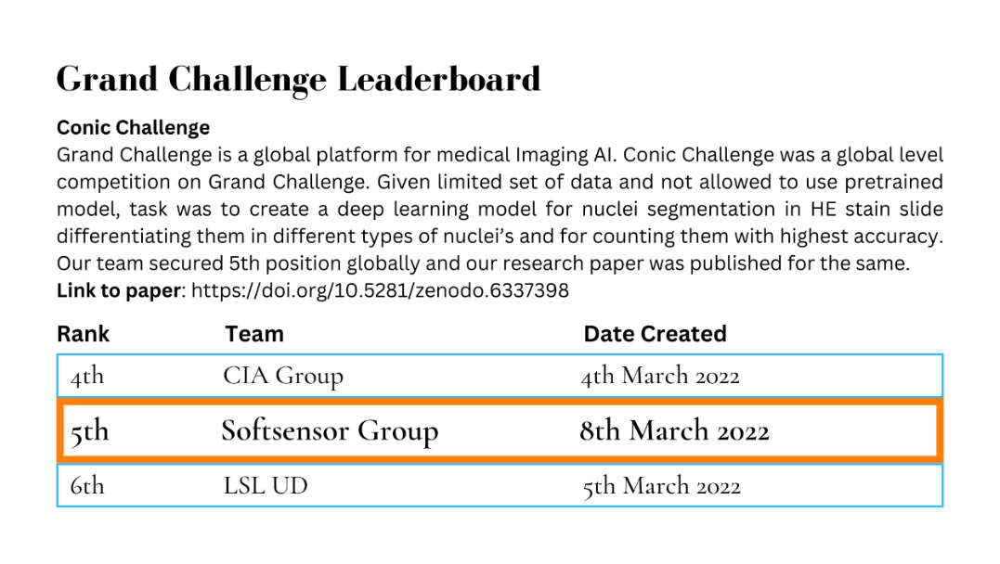 Grand Challenge Leaderboard
Conic Challenge
Grand Challenge is a global platform for medical Imaging AI. Conic Challenge was a global level
competition on Grand Challenge. Given limited set of data and not allowed to use pretrained
model, task was to create a deep learning model for nuclei segmentation in HE stain slide
differentiating them in different types of nuclei’s and for counting them with highest accuracy.
Our team secured 5th position globally and our research paper was published for the same.
Link to paper: https://doi.org/10.5281/zenodo.6337398
Rank Team Date Created
4th CIA Group 4th March 2022
5th Softsensor Group 8th March 2022
6th LSL UD 5th March 2022